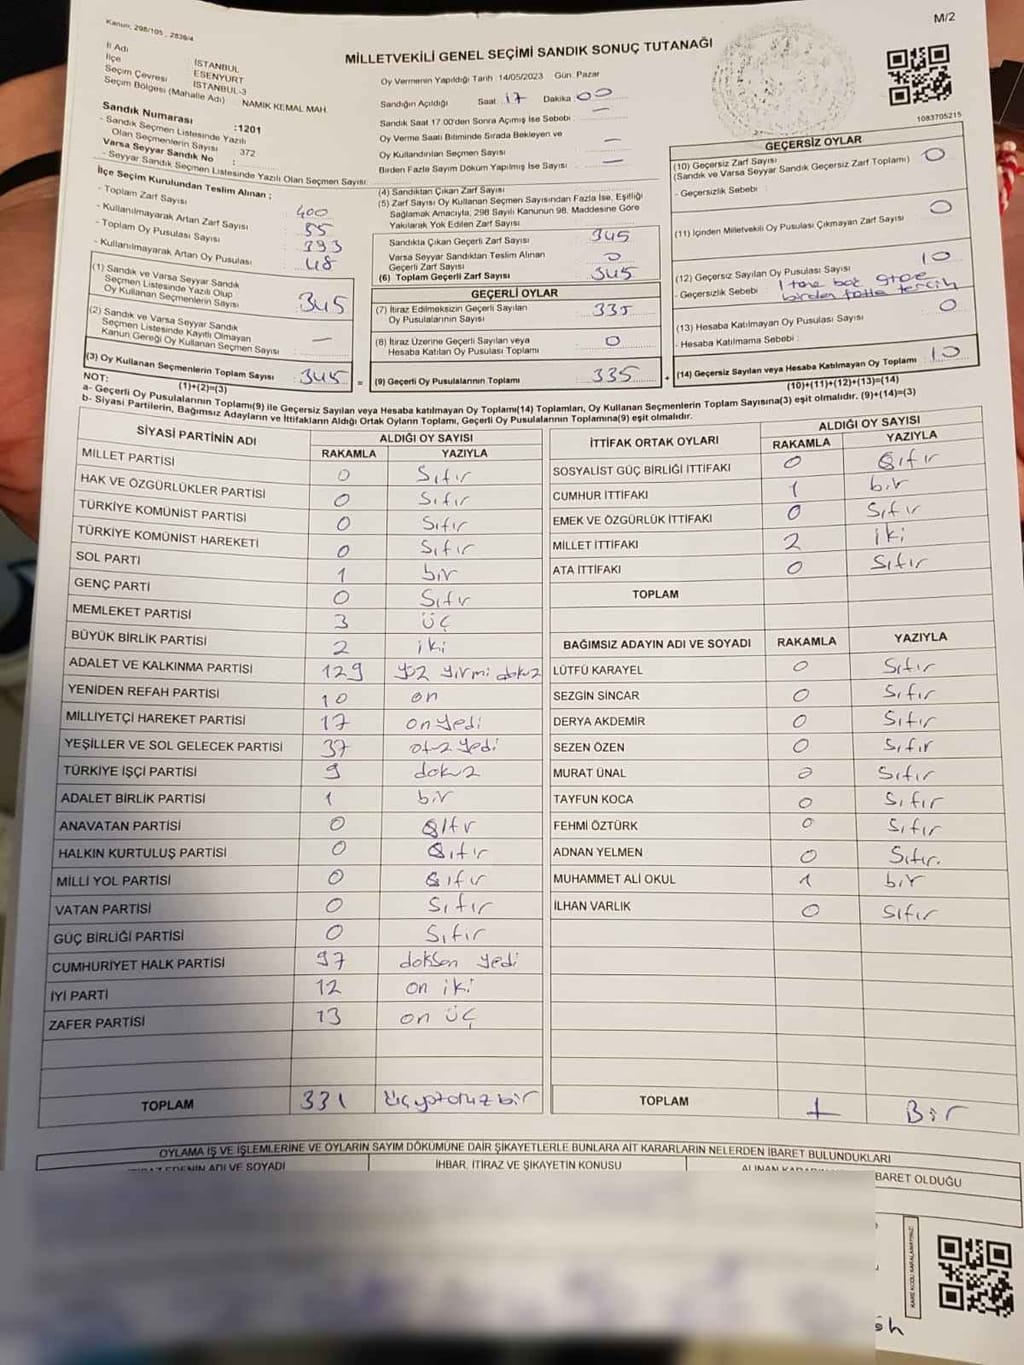 Kanun: 298/105 _ 2839/4
M/2
MİLLETVEKİLİ GENEL SEÇİMİ SANDIK SONUÇ TUTANAĞI
İl Adı İSTANBUL
İlçe ESENYURT
Seçim Çevresi İSTANBUL-3
Seçim Bölgesi (Mahalle Adı) NAMIK KEMAL MAH.
Sandık Numarası :1201
- Sandık Seçmen Listesinde Yazılı
Olan Seçmenlerin Sayısı : 372
Varsa Seyyar Sandık No :
- Seyyar Sandık Seçmen Listesinde Yazılı Olan Seçmen Sayısı:
İlçe Seçim Kurulundan Teslim Alınan ;
- Toplam Zarf Sayısı : 400
- Kullanılmayarak Artan Zarf Sayısı : 55
- Toplam Oy Pusulası Sayısı : 393
- Kullanılmayarak Artan Oy Pusulası : 48
(1) Sandık ve Varsa Seyyar Sandık
Seçmen Listesinde Yazılı Olup
Oy Kullanan Seçmenlerin Sayısı : 345
(2) Sandık ve Varsa Seyyar Sandık
Seçmen Listesinde Kayıtlı Olmayan
Kanun Gereği Oy Kullanan Seçmen Sayısı : —
(3) Oy Kullanan Seçmenlerin Toplam Sayısı : 345
(1)+(2)=(3)
Oy Vermenin Yapıldığı Tarih :14/05/2023 Gün: Pazar
Sandığın Açıldığı Saat :17 Dakika :00
Sandık Saat 17.00'den Sonra Açılmış İse Sebebi : —
Oy Verme Saati Bitiminde Sırada Bekleyen ve
Oy Kullandırılan Seçmen Sayısı : —
Birden Fazla Sayım Döküm Yapılmış İse Sayısı : —
(4) Sandıktan Çıkan Zarf Sayısı :
(5) Zarf Sayısı Oy Kullanan Seçmen Sayısından Fazla İse, Eşitliği
Sağlamak Amacıyla, 298 Sayılı Kanunun 98. Maddesine Göre
Yakılarak Yok Edilen Zarf Sayısı :
Sandıkta Çıkan Geçerli Zarf Sayısı : 345
Varsa Seyyar Sandıktan Teslim Alınan
Geçerli Zarf Sayısı : 0
(6) Toplam Geçerli Zarf Sayısı : 345
GEÇERLİ OYLAR
(7) İtiraz Edilmeksizin Geçerli Sayılan
Oy Pusulalarının Sayısı : 335
(8) İtiraz Üzerine Geçerli Sayılan veya
Hesaba Katılan Oy Pusulası Toplamı : 0
= (9) Geçerli Oy Pusulalarının Toplamı : 335
1083705215
GEÇERSİZ OYLAR
(10) Geçersiz Zarf Sayısı : 0
(Sandık ve Varsa Seyyar Sandık Geçersiz Zarf Toplamı)
- Geçersizlik Sebebi :
(11) İçinden Milletvekili Oy Pusulası Çıkmayan Zarf Sayısı : 0
(12) Geçersiz Sayılan Oy Pusulası Sayısı : 10
- Geçersizlik Sebebi : 1 tane boş
birden fazla tercih
(13) Hesaba Katılmayan Oy Pusulası Sayısı : 0
- Hesaba Katılmama Sebebi :
+ (14) Geçersiz Sayılan veya Hesaba Katılmayan Oy Toplamı : 10
(10)+(11)+(12)+(13)=(14)
NOT:
a- Geçerli Oy Pusulalarının Toplamı(9) ile Geçersiz Sayılan veya Hesaba katılmayan Oy Toplamı(14) Toplamları, Oy Kullanan Seçmenlerin Toplam Sayısına(3) eşit olmalıdır. (9)+(14)=(3)
b- Siyasi Partilerin, Bağımsız Adayların ve İttifakların Aldığı Ortak Oyların Toplamı, Geçerli Oy Pusulalarının Toplamına(9) eşit olmalıdır.
SİYASİ PARTİNİN ADI ALDIĞI OY SAYISI
RAKAMLA YAZIYLA
MİLLET PARTİSİ 0 Sıfır
HAK VE ÖZGÜRLÜKLER PARTİSİ 0 Sıfır
TÜRKİYE KOMÜNİST PARTİSİ 0 Sıfır
TÜRKİYE KOMÜNİST HAREKETİ 0 Sıfır
SOL PARTİ 1 bir
GENÇ PARTİ 0 Sıfır
MEMLEKET PARTİSİ 3 üç
BÜYÜK BİRLİK PARTİSİ 2 iki
ADALET VE KALKINMA PARTİSİ 129 yüz yirmi dokuz
YENİDEN REFAH PARTİSİ 10 on
MİLLİYETÇİ HAREKET PARTİSİ 17 on yedi
YEŞİLLER VE SOL GELECEK PARTİSİ 37 otuz yedi
TÜRKİYE İŞÇİ PARTİSİ 9 dokuz
ADALET BİRLİK PARTİSİ 1 bir
ANAVATAN PARTİSİ 0 Sıfır
HALKIN KURTULUŞ PARTİSİ 0 Sıfır
MİLLİ YOL PARTİSİ 0 Sıfır
VATAN PARTİSİ 0 Sıfır
GÜÇ BİRLİĞİ PARTİSİ 0 Sıfır
CUMHURİYET HALK PARTİSİ 97 doksan yedi
İYİ PARTİ 12 on iki
ZAFER PARTİSİ 13 on üç
TOPLAM 331 üçyüzotuzbir
İTTİFAK ORTAK OYLARI ALDIĞI OY SAYISI
RAKAMLA YAZIYLA
SOSYALİST GÜÇ BİRLİĞİ İTTİFAKI 0 Sıfır
CUMHUR İTTİFAKI 1 bir
EMEK VE ÖZGÜRLÜK İTTİFAKI 0 Sıfır
MİLLET İTTİFAKI 2 iki
ATA İTTİFAKI 0 Sıfır
TOPLAM
BAĞIMSIZ ADAYIN ADI VE SOYADI RAKAMLA YAZIYLA
LÜTFÜ KARAYEL 0 Sıfır
SEZGİN SİNCAR 0 Sıfır
DERYA AKDEMİR 0 Sıfır
SEZEN ÖZEN 0 Sıfır
MURAT ÜNAL 0 Sıfır
TAYFUN KOCA 0 Sıfır
FEHMİ ÖZTÜRK 0 Sıfır
ADNAN YELMEN 0 Sıfır.
MUHAMMET ALİ OKUL 1 bir
İLHAN VARLIK 0 Sıfır
TOPLAM 1 Bir
OYLAMA İŞ VE İŞLEMLERİNE VE OYLARIN SAYIM DÖKÜMÜNE DAİR ŞİKAYETLERLE BUNLARA AİT KARARLARIN NELERDEN İBARET BULUNDUKLARI
ADI VE SOYADI İHBAR, İTİRAZ VE ŞİKAYETİN KONUSU OLDUĞU